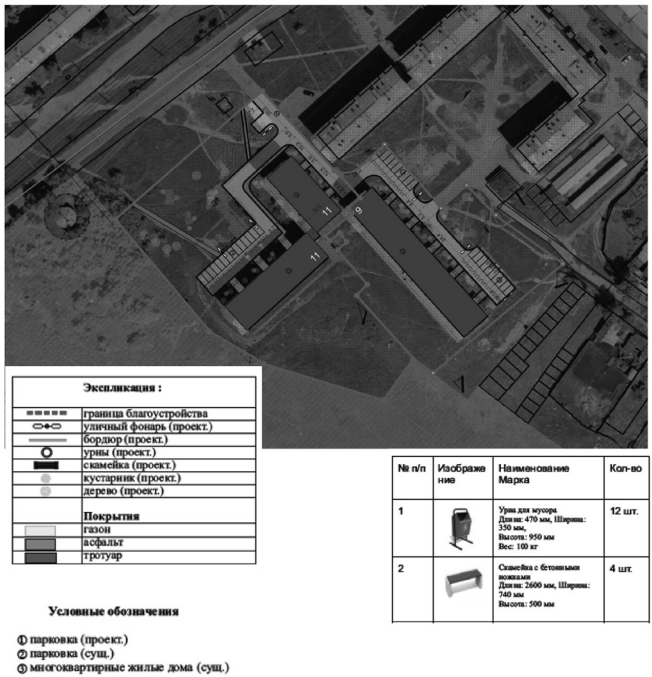 11
9
11
Экспликация :
граница благоустройства
уличный фонарь (проект.)
бордюр (проект.)
урны (проект.)
скамейка (проект.)
кустарник (проект.)
дерево (проект.)
Покрытия
газон
асфальт
тротуар
Условные обозначения
① парковка (проект.)
② парковка (сущ.)
③ многоквартирные жилые дома (сущ.)
№ п/п Изображе Наименование Кол-во
ние Марка
1 Урна для мусора 12 шт.
Длина: 470 мм, Ширина:
350 мм,
Высота: 950 мм
Вес: 100 кг
2 Скамейка с бетонными 4 шт.
ножками
Длина: 2600 мм, Ширина:
740 мм
Высота: 500 мм